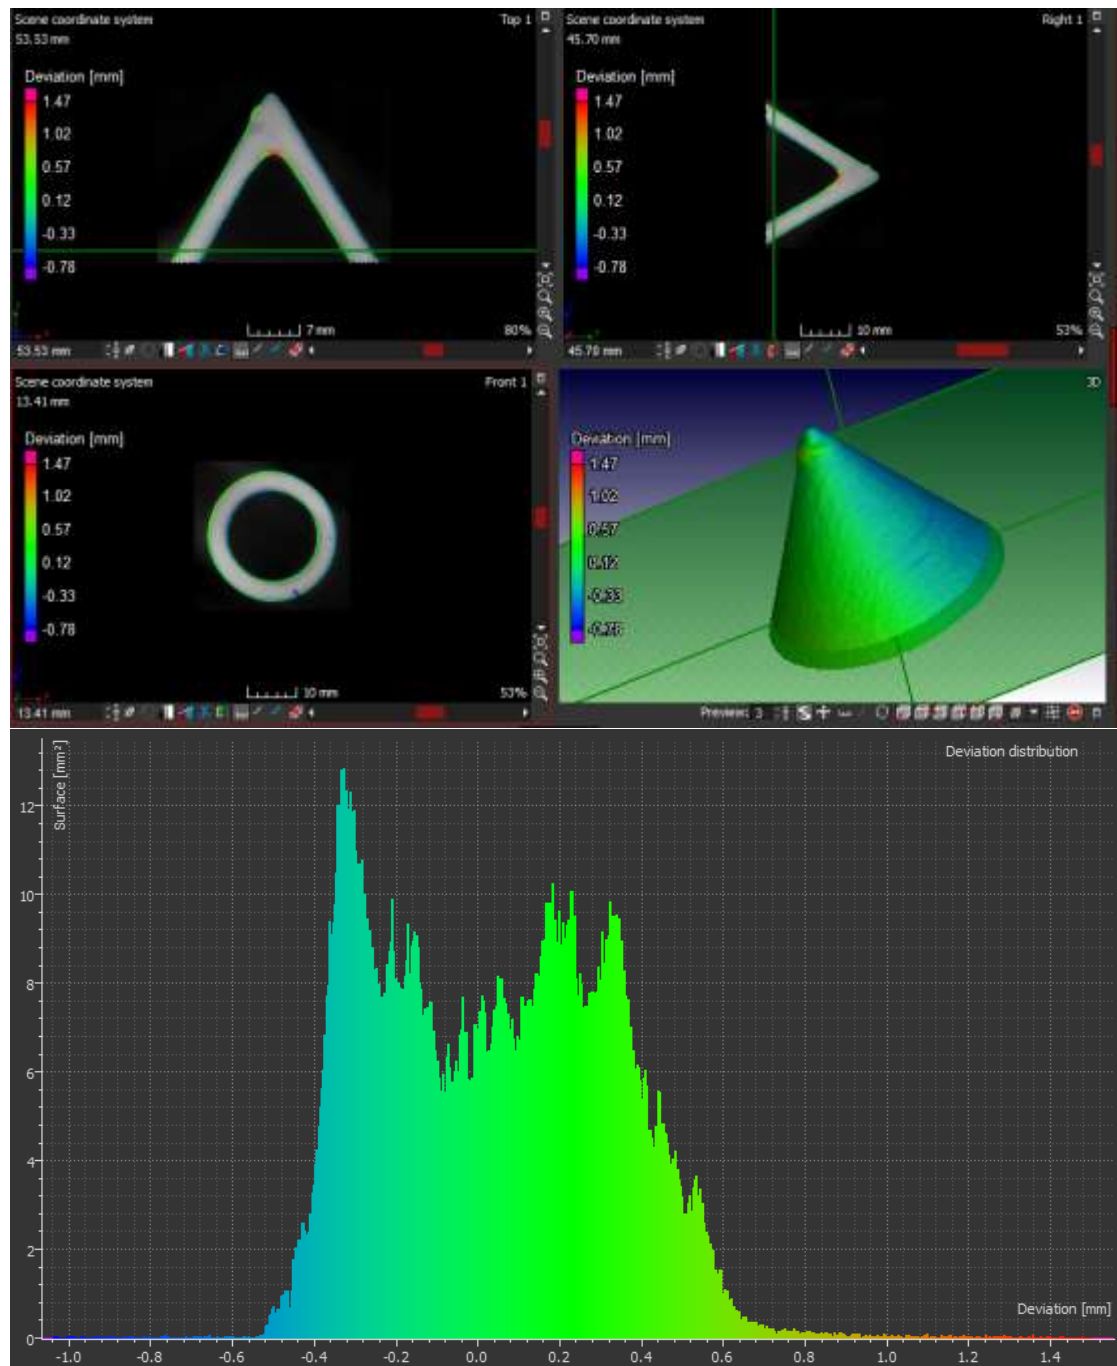 Scene coordinate system
Top 1
53.53 mm
Deviation [mm]
1.47
1.02
0.57
0.12
-0.33
-0.78
7 mm
80%
53.53 mm
Scene coordinate system
Right 1
45.70 mm
Deviation [mm]
1.47
1.02
0.57
0.12
-0.33
-0.78
10 mm
53%
45.70 mm
Scene coordinate system
Front 1
13.41 mm
Deviation [mm]
1.47
1.02
0.57
0.12
-0.33
-0.78
10 mm
53%
13.41 mm
3D
Deviation [mm]
1.47
1.02
0.57
0.12
-0.33
-0.78
Preview: 3
Deviation distribution
Surface [mm²]
12
10
8
6
4
2
0
Deviation [mm]
-1.0 -0.8 -0.6 -0.4 -0.2 0.0 0.2 0.4 0.6 0.8 1.0 1.2 1.4